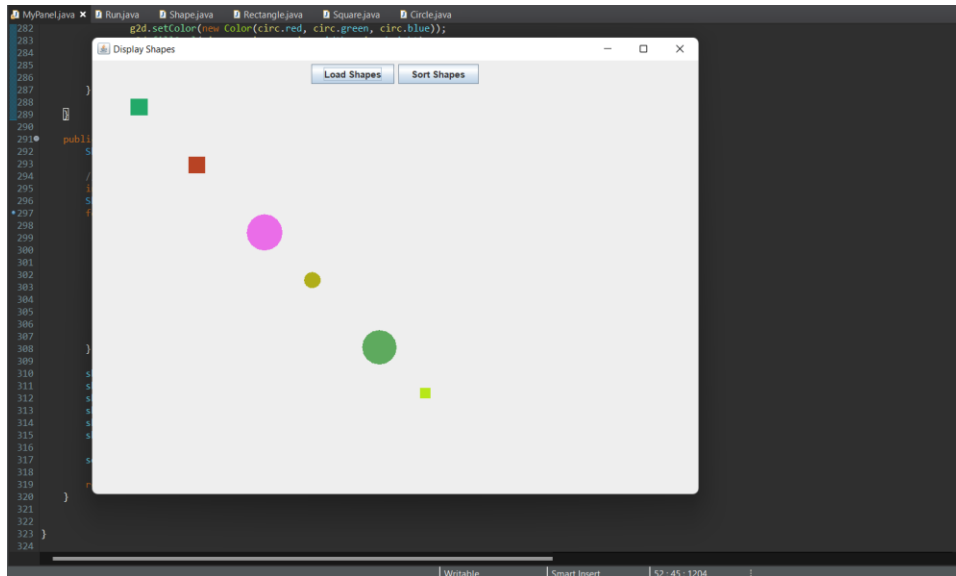 MyPanel.java Run.java Shape.java Rectangle.java Square.java Circle.java
282 g2d.setColor(new Color(circ.red, circ.green, circ.blue));
283
284 Display Shapes
285
286 Load Shapes Sort Shapes
287 }
288
289 }
290
291 publi
292 S
293
294 /
295 i
296 S
297 f
298
299
300
301
302
303
304
305
306
307
308 }
309
310 s
311 s
312 s
313 s
314 s
315 s
316
317 s
318
319 r
320 }
321
322
323 }
324
Writable Smart Insert 52 : 45 : 1204